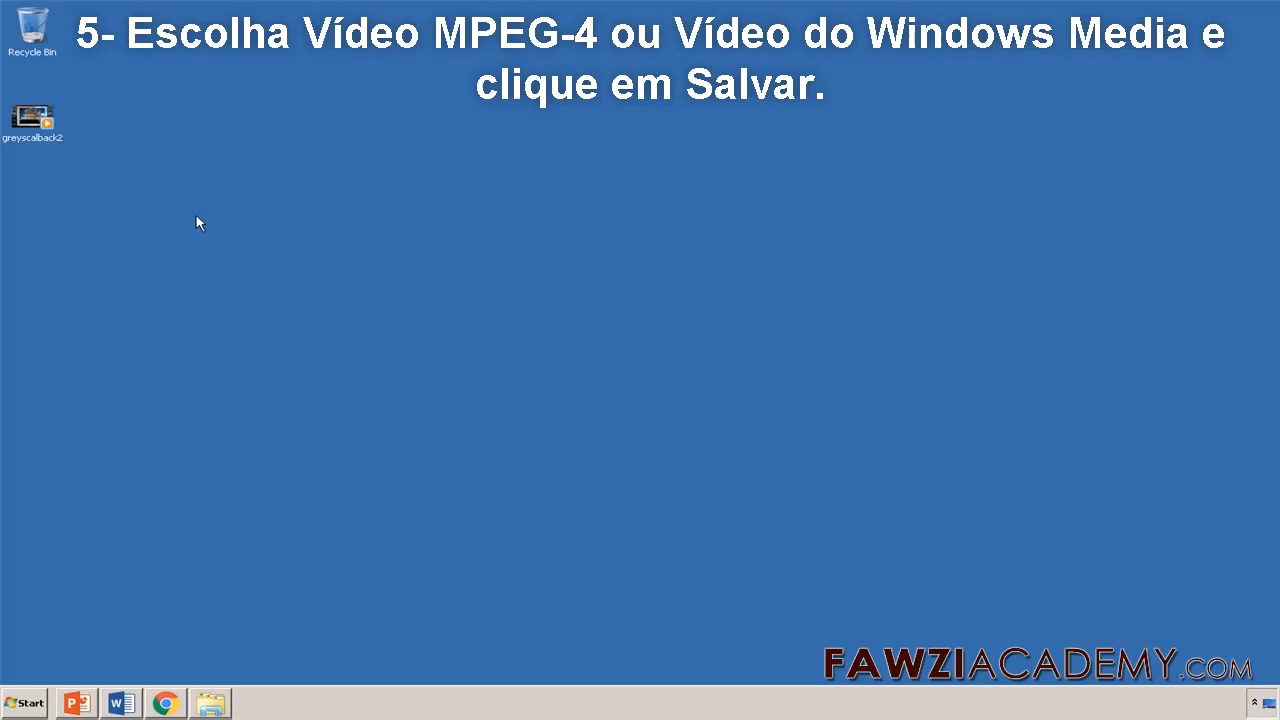 5- Escolha Vídeo MPEG-4 ou Vídeo do Windows Media e
clique em Salvar.
Recycle Bin
greyscalback2
FAWZIACADEMY.COM
Start